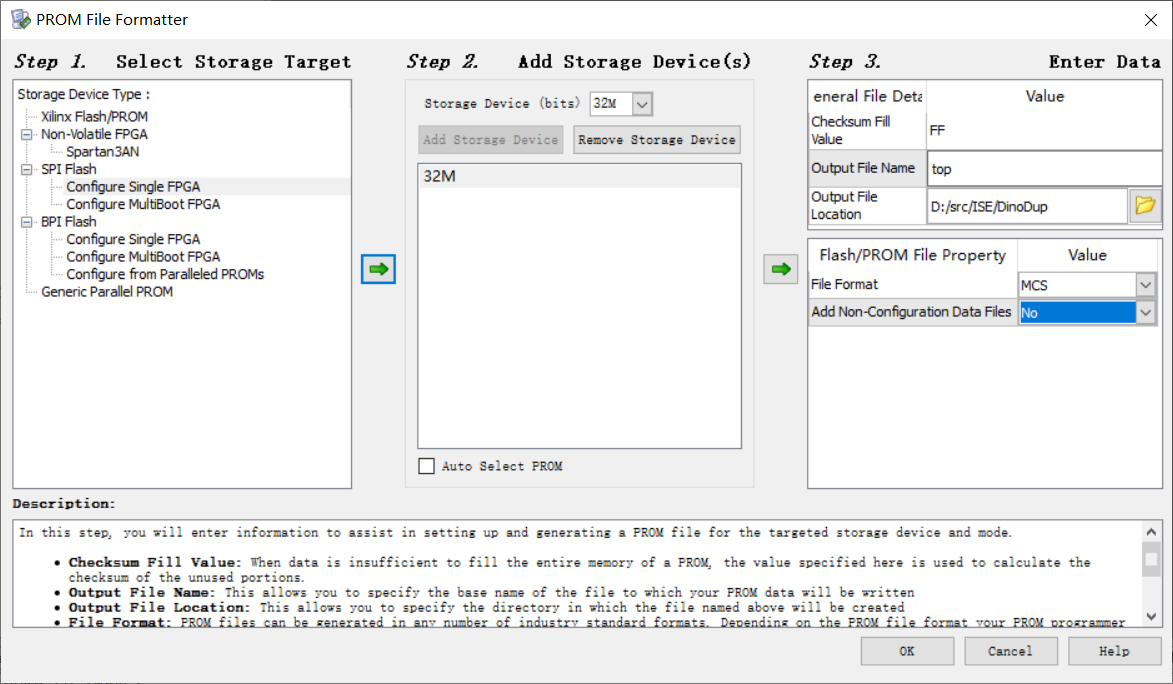 PROM File Formatter
Step 1. Select Storage Target
Storage Device Type :
Xilinx Flash/PROM
Non-Volatile FPGA
Spartan3AN
SPI Flash
Configure Single FPGA
Configure MultiBoot FPGA
BPI Flash
Configure Single FPGA
Configure MultiBoot FPGA
Configure from Paralleled PROMs
Generic Parallel PROM
Step 2. Add Storage Device(s)
Storage Device (bits) 32M
Add Storage Device Remove Storage Device
32M
Auto Select PROM
Step 3. Enter Data
eneral File Deta Value
Checksum Fill
Value FF
Output File Name top
Output File
Location D:/src/ISE/DinoDup
Flash/PROM File Property Value
File Format MCS
Add Non-Configuration Data Files No
Description:
In this step, you will enter information to assist in setting up and generating a PROM file for the targeted storage device and mode.
• Checksum Fill Value: When data is insufficient to fill the entire memory of a PROM, the value specified here is used to calculate the
checksum of the unused portions.
• Output File Name: This allows you to specify the base name of the file to which your PROM data will be written
• Output File Location: This allows you to specify the directory in which the file named above will be created
• File Format: PROM files can be generated in any number of industry standard formats. Depending on the PROM file format your PROM programmer
OK Cancel Help